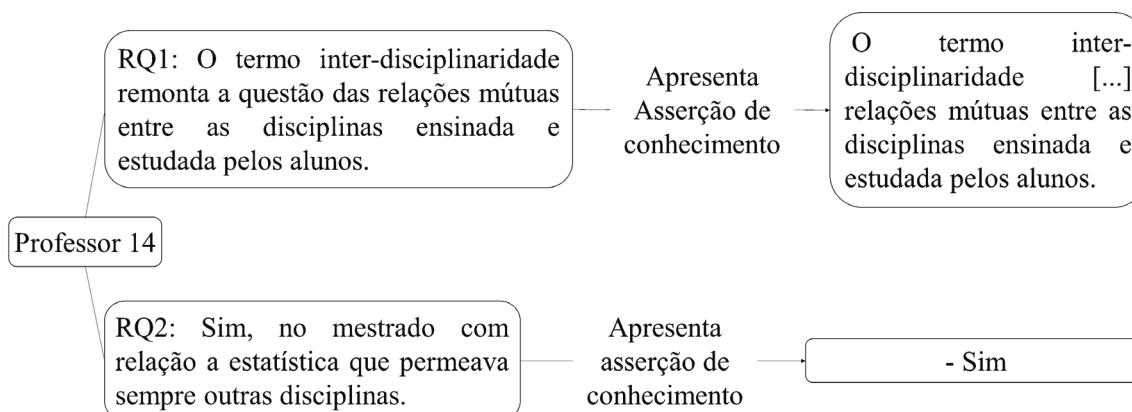 RQ1: O termo inter-disciplinaridade
remonta a questão das relações mútuas
entre as disciplinas ensinada e
estudada pelos alunos.
Apresenta
Asserção de
conhecimento
O termo inter-
disciplinaridade [...]
relações mútuas entre as
disciplinas ensinada e
estudada pelos alunos.
Professor 14
RQ2: Sim, no mestrado com
relação a estatística que permeava
sempre outras disciplinas.
Apresenta
asserção de
conhecimento
- Sim